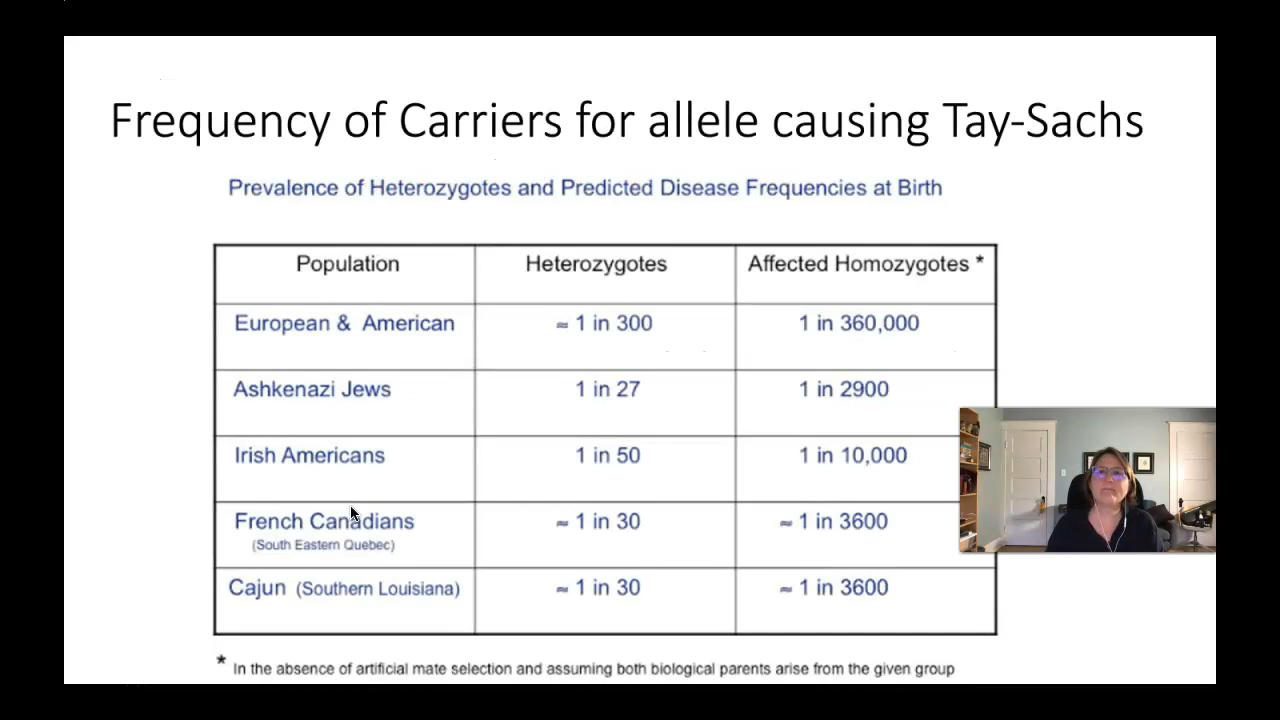 Frequency of Carriers for allele causing Tay-Sachs
Prevalence of Heterozygotes and Predicted Disease Frequencies at Birth
Population Heterozygotes Affected Homozygotes *
European & American ≈ 1 in 300 1 in 360,000
Ashkenazi Jews 1 in 27 1 in 2900
Irish Americans 1 in 50 1 in 10,000
French Canadians ≈ 1 in 30 ≈ 1 in 3600
(South Eastern Quebec)
Cajun (Southern Louisiana) ≈ 1 in 30 ≈ 1 in 3600
* In the absence of artificial mate selection and assuming both biological parents arise from the given group